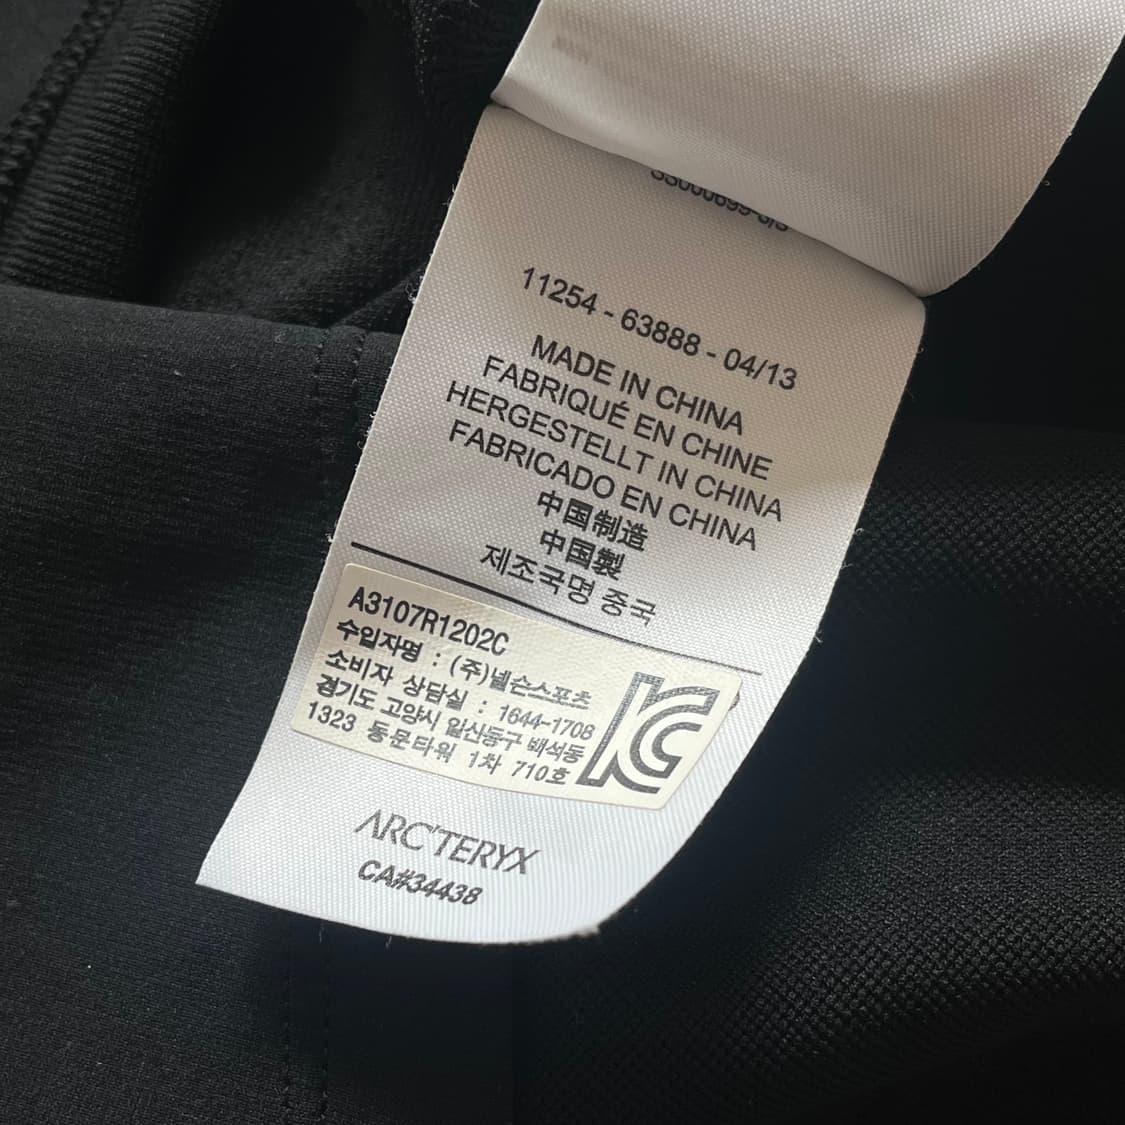 SS000699-3/3
11254 - 63888 - 04/13
MADE IN CHINA
FABRIQUÉ EN CHINE
HERGESTELLT IN CHINA
FABRICADO EN CHINA
中国制造
中国製
제조국명 중국
A3107R1202C
수입자명 : (주)넬슨스포츠
소비자 상담실 : 1644-1708
경기도 고양시 일산동구 백석동
1323 동문타워 1차 710호
ARC'TERYX
CA#34438